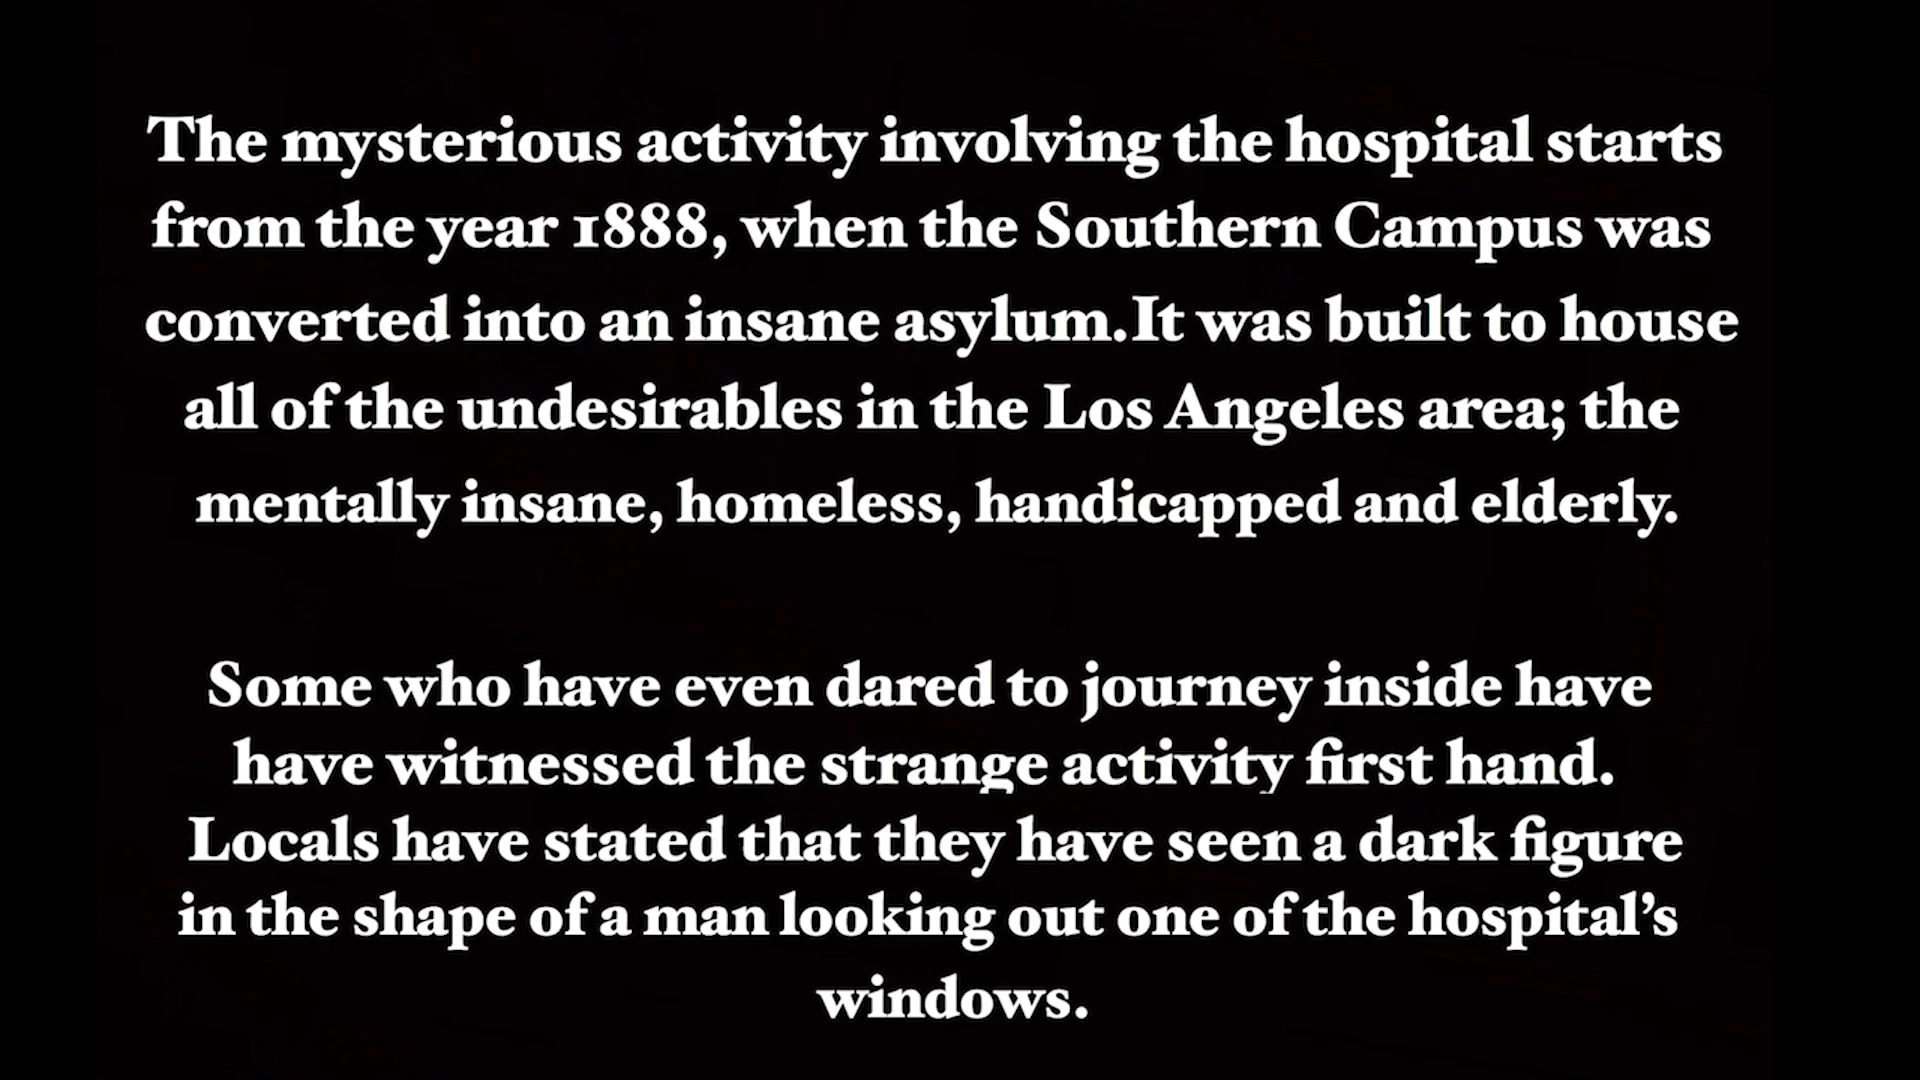 The mysterious activity involving the hospital starts
from the year 1888, when the Southern Campus was
converted into an insane asylum.It was built to house
all of the undesirables in the Los Angeles area; the
mentally insane, homeless, handicapped and elderly.
Some who have even dared to journey inside have
have witnessed the strange activity first hand.
Locals have stated that they have seen a dark figure
in the shape of a man looking out one of the hospital’s
windows.